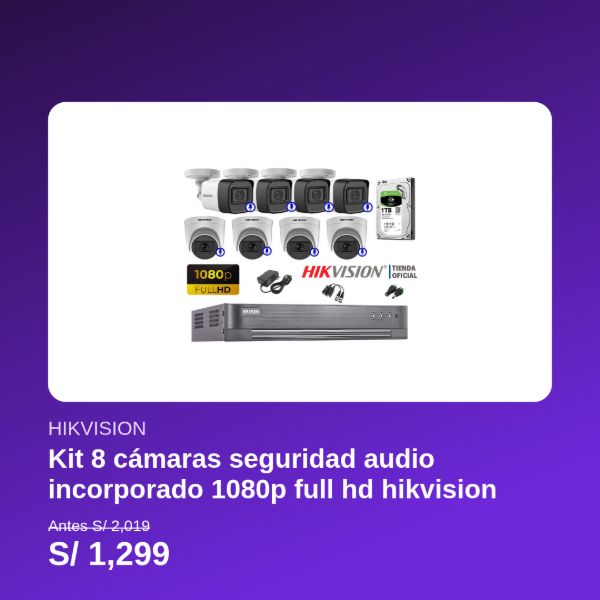 1TB
1080p
FULLHD
HIKVISION®
TIENDA
OFICIAL
HIKVISION
HIKVISION
Kit 8 cámaras seguridad audio
incorporado 1080p full hd hikvision
Antes S/ 2,019
S/ 1,299